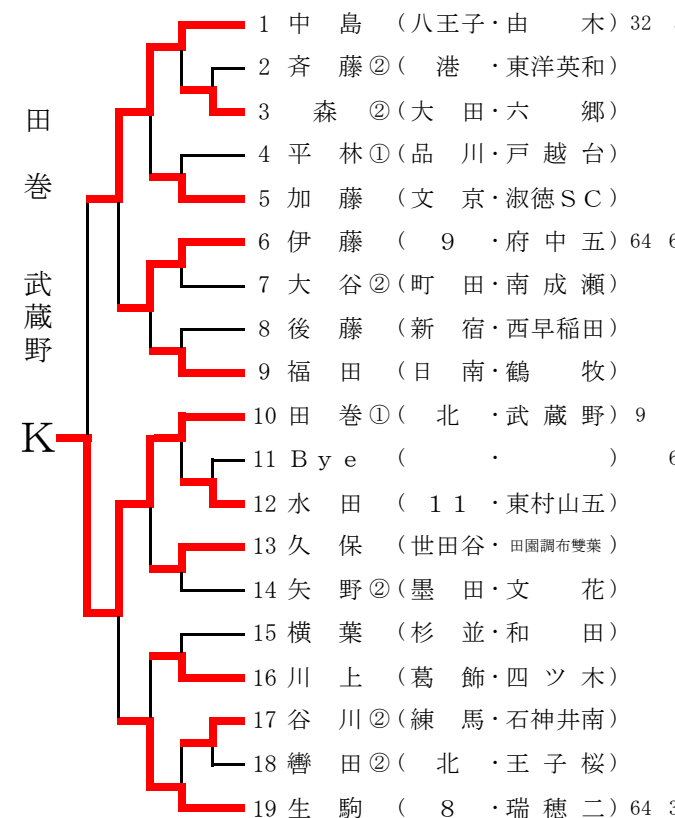 田巻 武蔵野
K
1 中 島 (八王子・由 木) 32
2 斉 藤② ( 港 ・東洋英和)
3 森 ② (大 田・六 郷)
4 平 林① (品 川・戸 越 台)
5 加 藤 (文 京・淑徳ＳＣ)
6 伊 藤 ( ９ ・府 中 五) 64 6
7 大 谷② (町 田・南 成 瀬)
8 後 藤 (新 宿・西早稲田)
9 福 田 (日 南・鶴 牧)
10 田 巻① ( 北 ・武 蔵 野) 9
11 Ｂｙｅ ( ・ ) 6
12 水 田 ( １１ ・東村山五)
13 久 保 (世田谷・田園調布雙葉)
14 矢 野② (墨 田・文 花)
15 横 葉 (杉 並・和 田)
16 川 上 (葛 飾・四 ツ 木)
17 谷 川② (練 馬・石神井南)
18 轡 田② ( 北 ・王 子 桜)
19 生 駒 ( ８ ・瑞 穂 二) 64 3